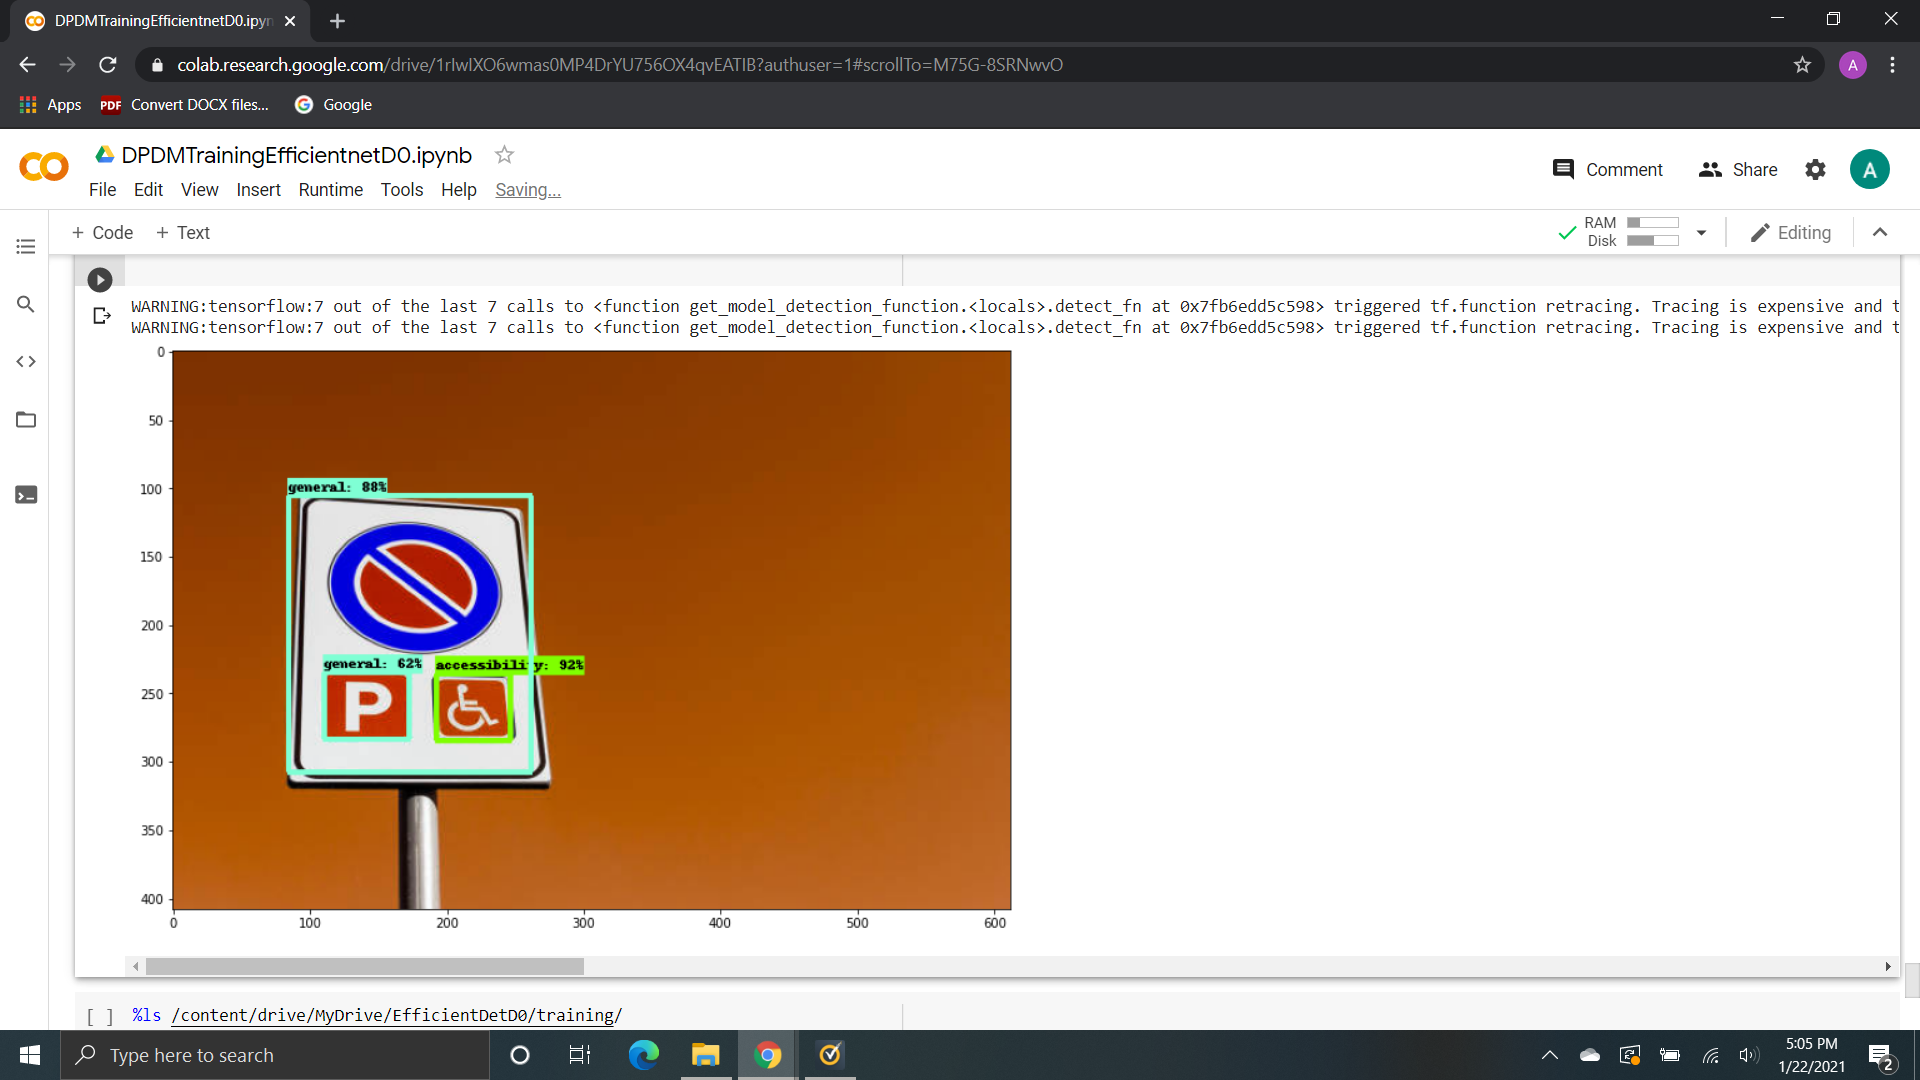 DPDMTrainingEfficientnetD0.ipyn
colab.research.google.com/drive/1rIwIXO6wmas0MP4DrYU756OX4qvEATIB?authuser=1#scrollTo=M75G-8SRNwvO
A
Apps
PDF Convert DOCX files...
Google
DPDMTrainingEfficientnetD0.ipynb
Comment
Share
A
File Edit View Insert Runtime Tools Help Saving...
+ Code + Text
RAM
Disk
Editing
WARNING:tensorflow:7 out of the last 7 calls to <function get_model_detection_function.<locals>.detect_fn at 0x7fb6edd5c598> triggered tf.function retracing. Tracing is expensive and t
WARNING:tensorflow:7 out of the last 7 calls to <function get_model_detection_function.<locals>.detect_fn at 0x7fb6edd5c598> triggered tf.function retracing. Tracing is expensive and t
0
50
100
150
200
250
300
350
400
general: 88%
general: 62% accessibility: 92%
P
0 100 200 300 400 500 600
[ ] %ls /content/drive/MyDrive/EfficientDetD0/training/
Type here to search
5:05 PM
1/22/2021
2